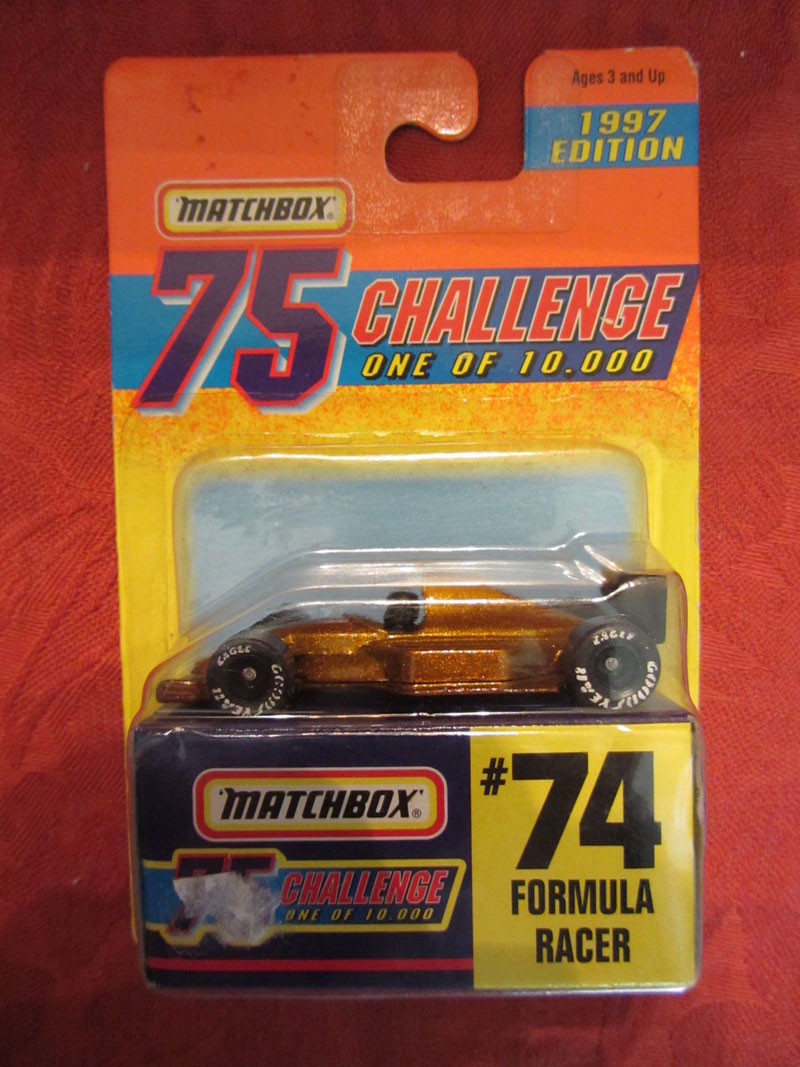 Ages 3 and Up
1997
EDITION
MATCHBOX®
75
CHALLENGE
ONE OF 10.000
EAGLE
GOODYEAR
EAGLE
GOODYEAR
MATCHBOX®
75
CHALLENGE
ONE OF 10.000
#74
FORMULA
RACER